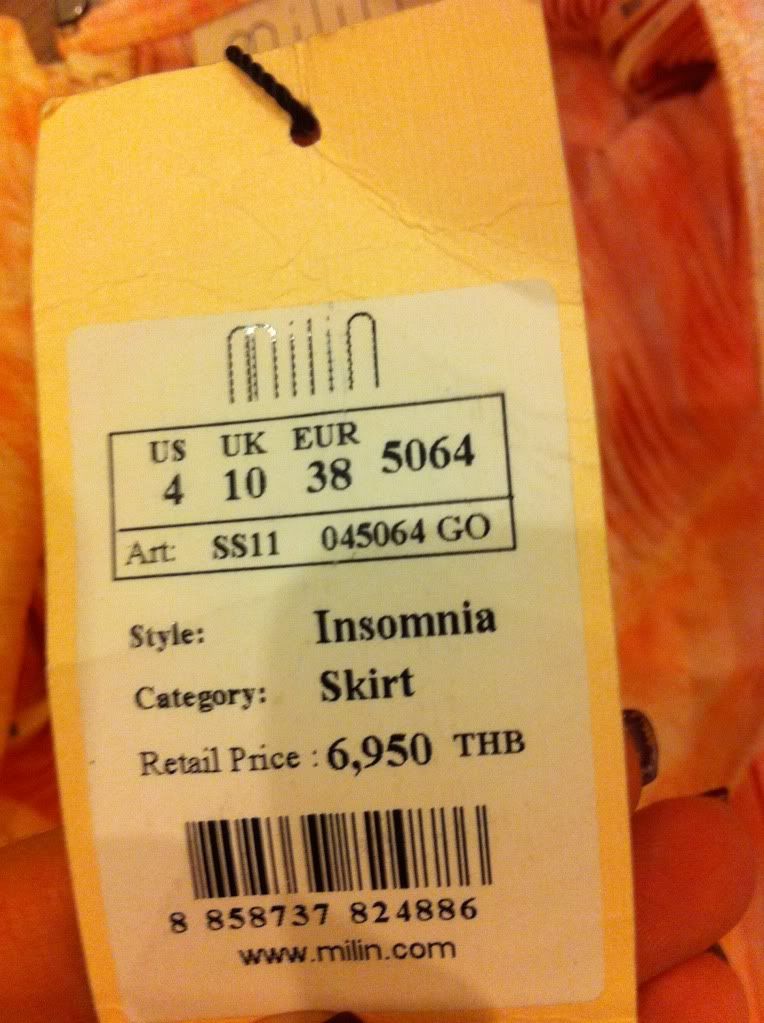 milin
milin
US UK EUR 5064
4 10 38
Art: SS11 045064 GO
Style: Insomnia
Category: Skirt
Retail Price : 6,950 THB
8 858737 824886
www.milin.com